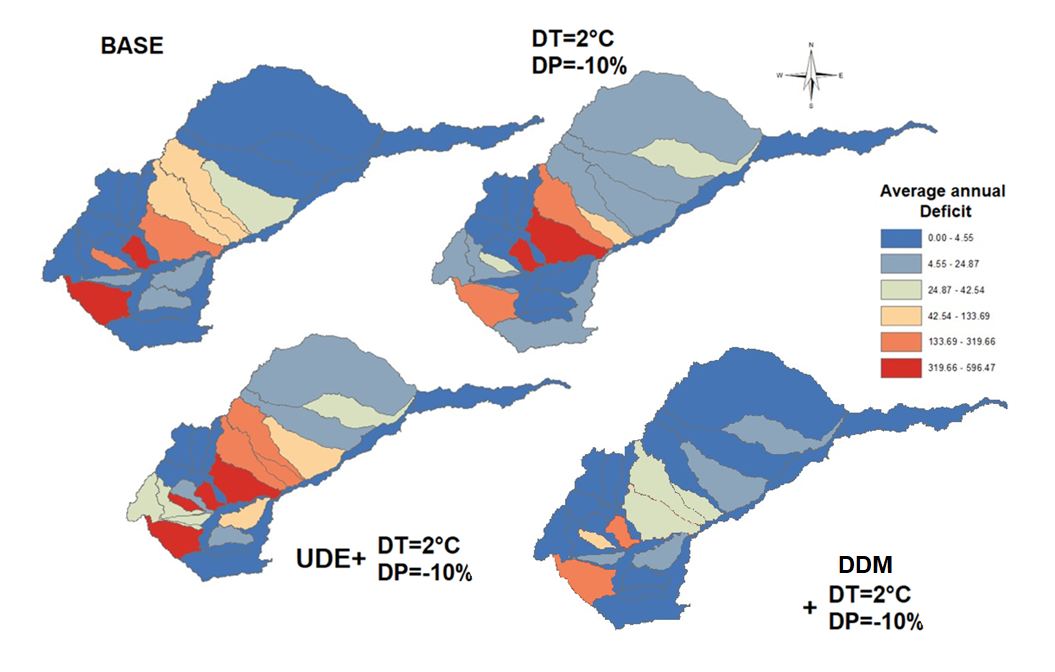 BASE
DT=2°C
DP=-10%
N
W
E
S
Average annual
Deficit
0.00 - 4.55
4.55 - 24.87
24.87 - 42.54
42.54 - 133.69
133.69 - 319.66
319.66 - 596.47
UDE+
DT=2°C
DP=-10%
DDM
+
DT=2°C
DP=-10%